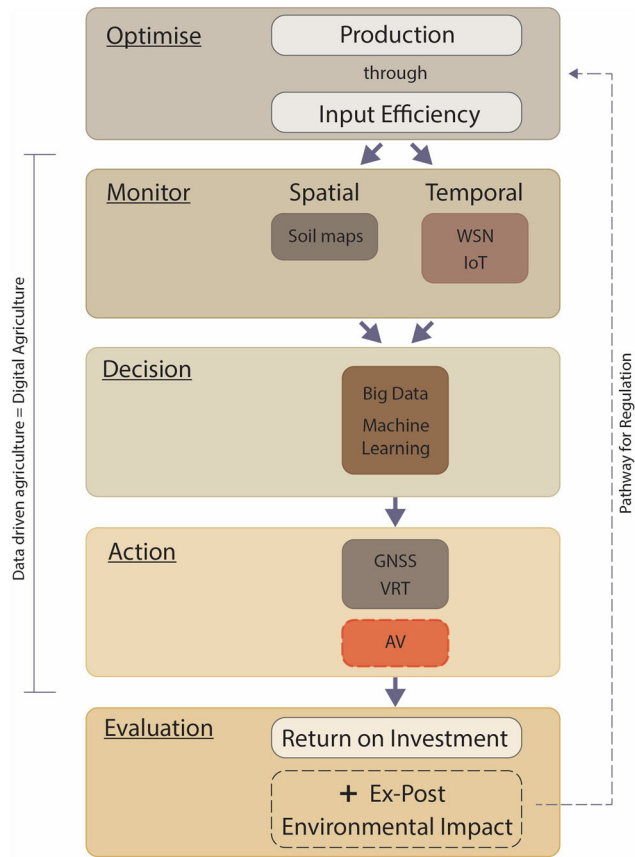 Optimise
Production
through
Input Efficiency
Monitor
Spatial
Temporal
Soil maps
WSN
IoT
Decision
Big Data
Machine
Learning
Action
GNSS
VRT
AV
Evaluation
Return on Investment
+ Ex-Post
Environmental Impact
Data driven agriculture = Digital Agriculture
Pathway for Regulation